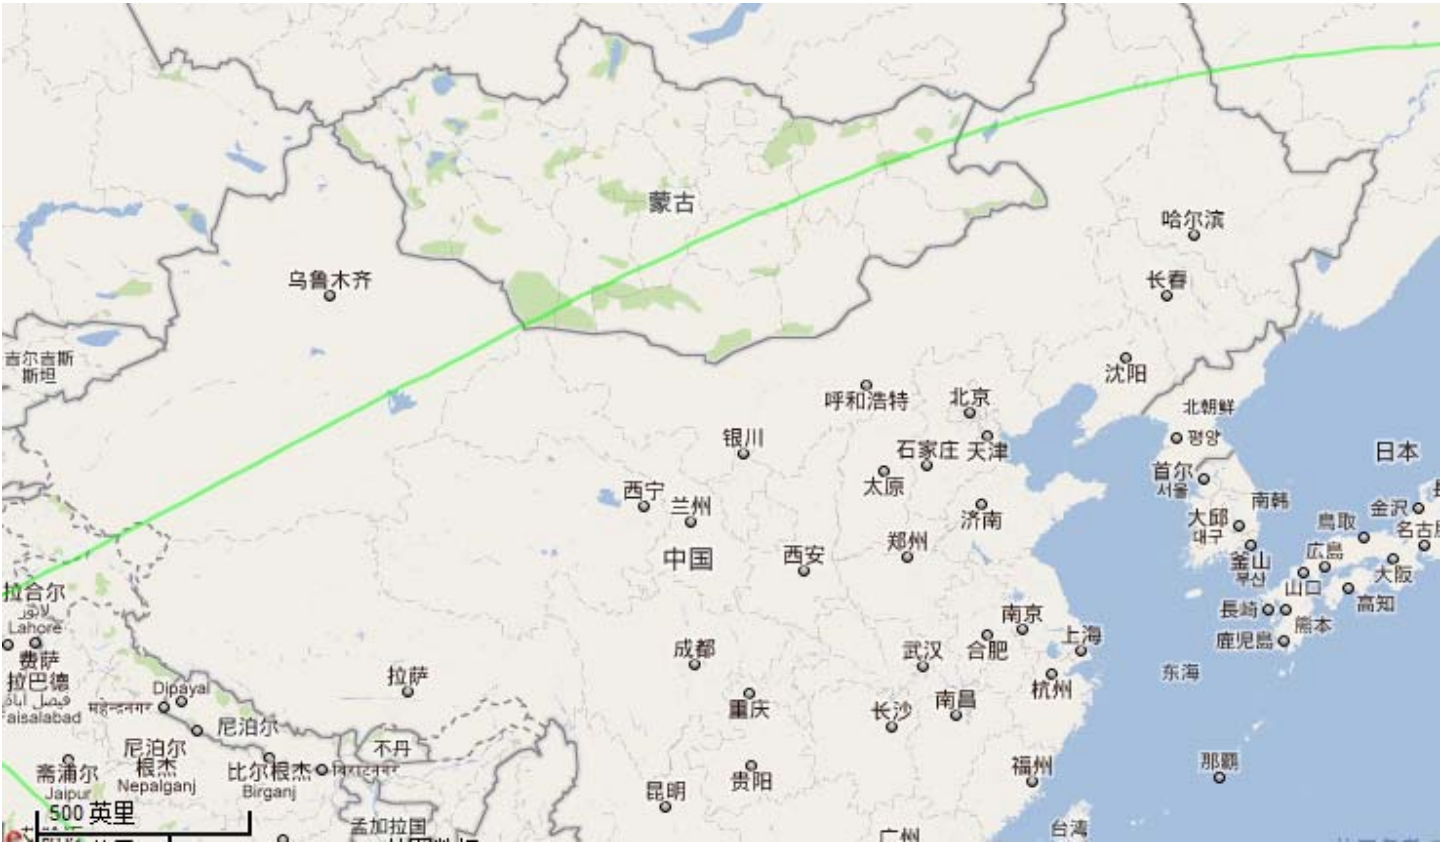 蒙古
哈尔滨
乌鲁木齐
长春
吉尔吉斯
斯坦
沈阳
呼和浩特
北京
北朝鲜
银川
石家庄
天津
평양
日本
太原
首尔
서울
西宁
兰州
济南
南韩
金沢
大邱
대구
鳥取
中国
西安
郑州
釜山
부산
広島
大阪
山口
高知
拉合尔
لاہور
Lahore
南京
長崎
熊本
费萨
拉巴德
فیصل آباد
aisalabad
成都
武汉
合肥
上海
鹿児島
拉萨
杭州
东海
Dipayal
महेन्द्रनगर
重庆
长沙
南昌
尼泊尔
尼泊尔
根杰
Nepalganj
不丹
斋浦尔
Jaipur
比尔根杰
Birganj
बिराटनगर
贵阳
福州
那覇
昆明
500 英里
孟加拉国
广州
台湾